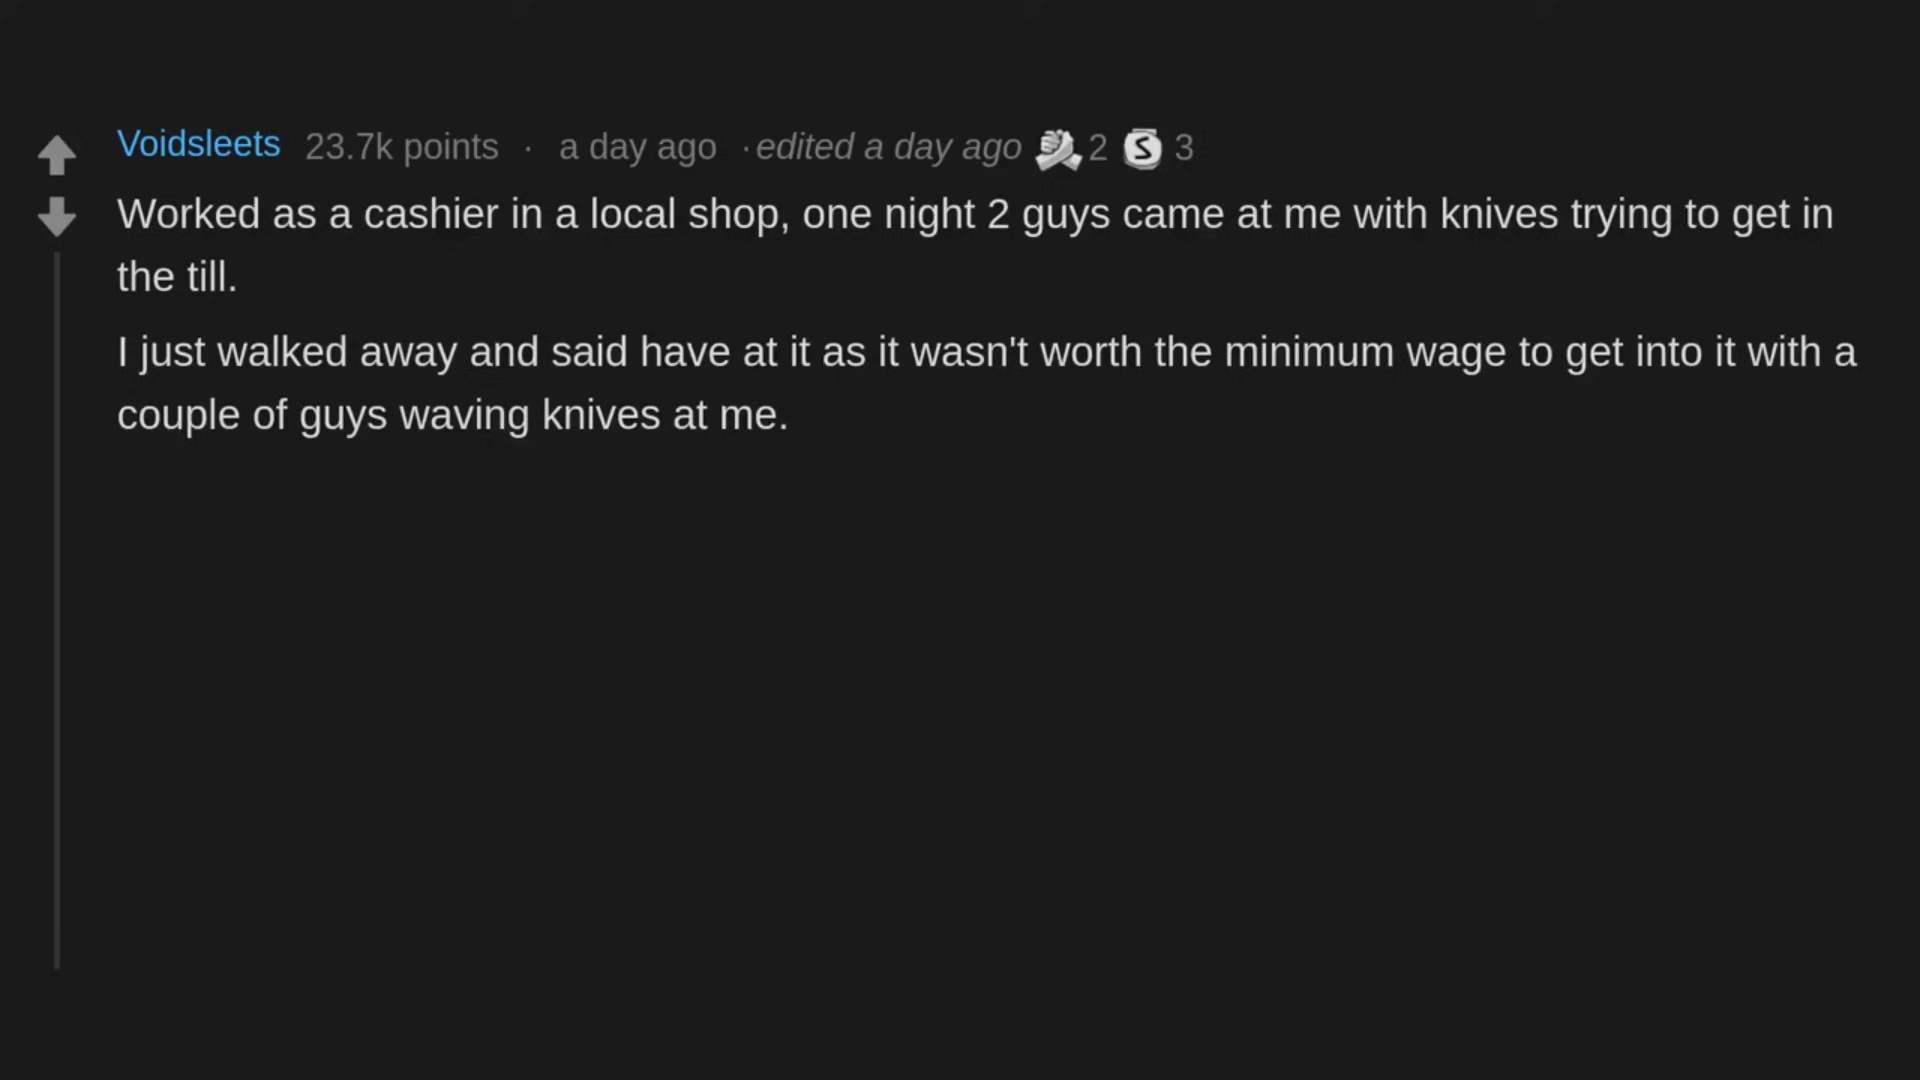 Voidsleets 23.7k points · a day ago · edited a day ago 2 S 3
Worked as a cashier in a local shop, one night 2 guys came at me with knives trying to get in
the till.
I just walked away and said have at it as it wasn't worth the minimum wage to get into it with a
couple of guys waving knives at me.